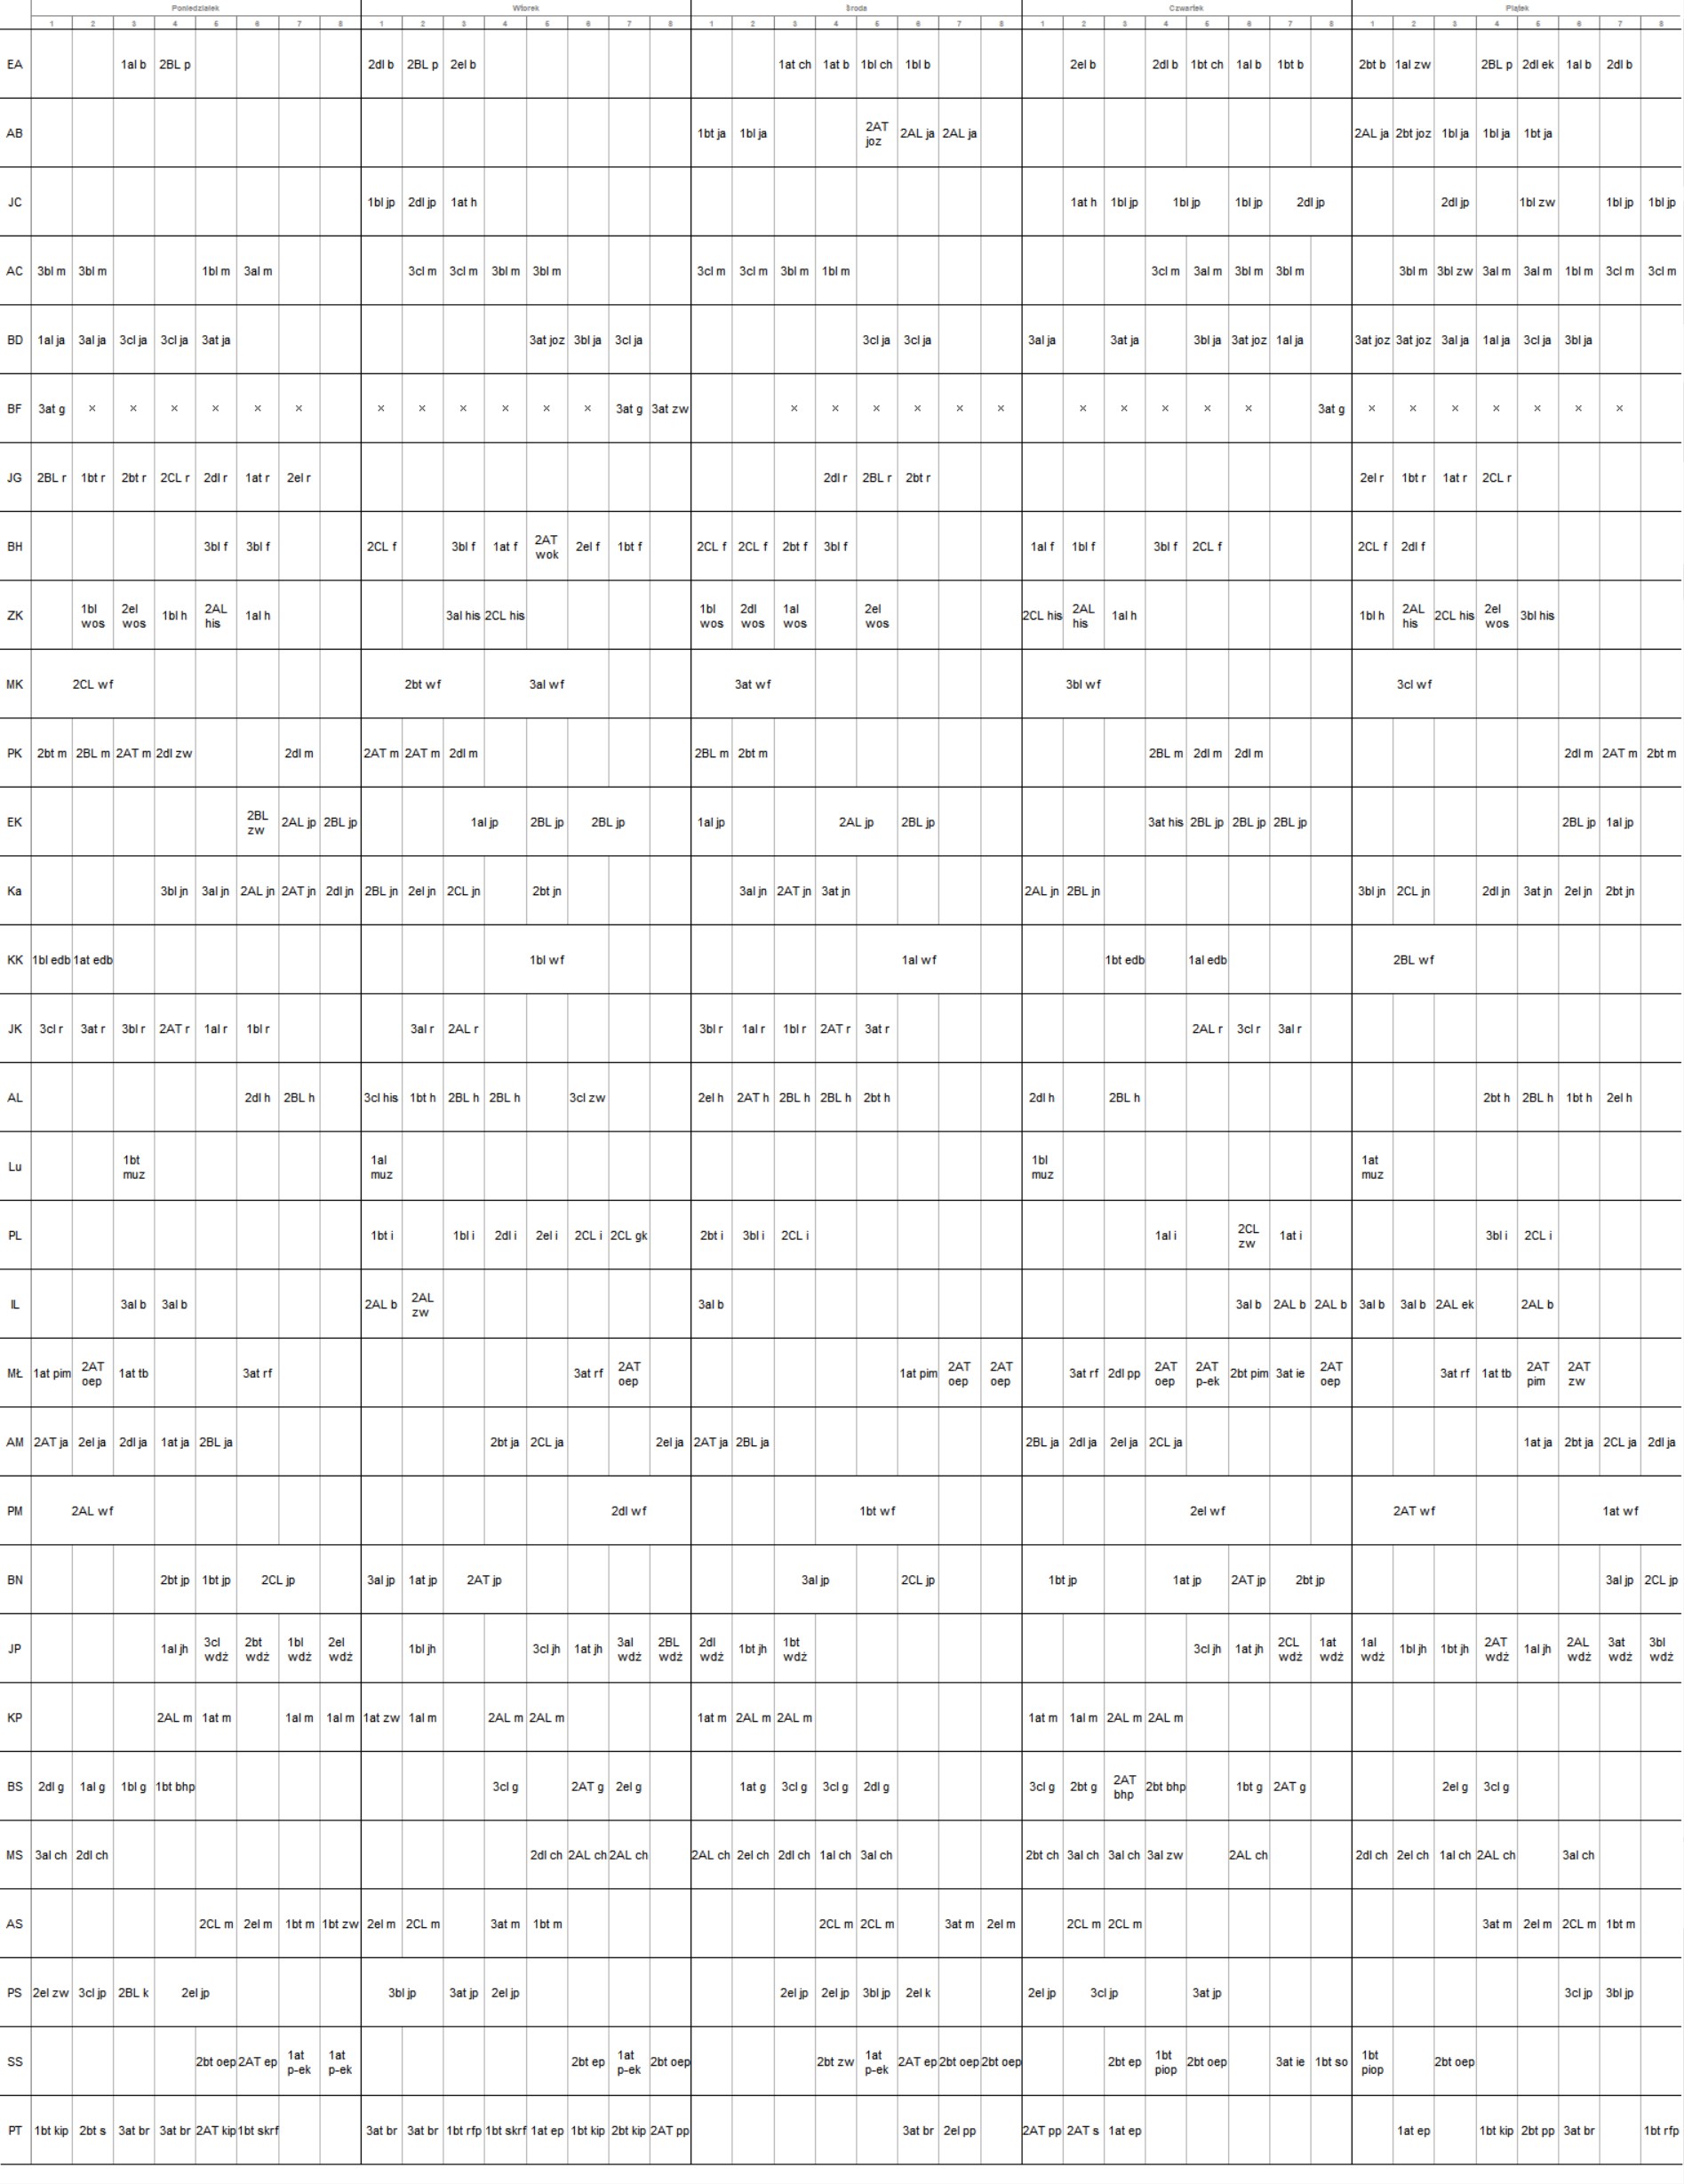 Poniedziałek Wtorek Środa Czwartek Piątek
1 2 3 4 5 6 7 8 1 2 3 4 5 6 7 8 1 2 3 4 5 6 7 8 1 2 3 4 5 6 7 8 1 2 3 4 5 6 7 8
EA 1al b 2BL p 2dl b 2BL p 2el b 1at ch 1at b 1bl ch 1bl b 2el b 2dl b 1bt ch 1al b 1bt b 2bt b 1al zw 2BL p 2dl ek 1al b 2dl b
AB 1bt ja 1bl ja 2AT joz 2AL ja 2AL ja 2AL ja 2bt joz 1bl ja 1bl ja 1bt ja
JC 1bl jp 2dl jp 1at h 1at h 1bl jp 1bl jp 1bl jp 2dl jp 2dl jp 1bl zw 1bl jp 1bl jp
AC 3bl m 3bl m 1bl m 3al m 3cl m 3cl m 3bl m 3bl m 3cl m 3cl m 3bl m 1bl m 3cl m 3al m 3bl m 3bl m 3bl m 3bl zw 3al m 3al m 1bl m 3cl m 3cl m
BD 1al ja 3al ja 3cl ja 3cl ja 3at ja 3at joz 3bl ja 3cl ja 3cl ja 3cl ja 3al ja 3at ja 3bl ja 3at joz 1al ja 3at joz 3at joz 3al ja 1al ja 3cl ja 3bl ja
BF 3at g × × × × × × × × × × × × 3at g 3at zw × × × × × × × × × × × 3at g × × × × × × ×
JG 2BL r 1bt r 2bt r 2CL r 2dl r 1at r 2el r 2dl r 2BL r 2bt r 2el r 1bt r 1at r 2CL r
BH 3bl f 3bl f 2CL f 3bl f 1at f 2AT wok 2el f 1bt f 2CL f 2CL f 2bt f 3bl f 1al f 1bl f 3bl f 2CL f 2CL f 2dl f
ZK 1bl wos 2el wos 1bl h 2AL his 1al h 3al his 2CL his 1bl wos 2dl wos 1al wos 2el wos 2CL his 2AL his 1al h 1bl h 2AL his 2CL his 2el wos 3bl his
MK 2CL wf 2bt wf 3al wf 3at wf 3bl wf 3cl wf
PK 2bt m 2BL m 2AT m 2dl zw 2dl m 2AT m 2AT m 2dl m 2BL m 2bt m 2BL m 2dl m 2dl m 2dl m 2AT m 2bt m
EK 2BL zw 2AL jp 2BL jp 1al jp 2BL jp 2BL jp 1al jp 2AL jp 2BL jp 3at his 2BL jp 2BL jp 2BL jp 2BL jp 1al jp
Ka 3bl jn 3al jn 2AL jn 2AT jn 2dl jn 2BL jn 2el jn 2CL jn 2bt jn 3al jn 2AT jn 3at jn 2AL jn 2BL jn 3bl jn 2CL jn 2dl jn 3at jn 2el jn 2bt jn
KK 1bl edb 1at edb 1bl wf 1al wf 1bt edb 1al edb 2BL wf
JK 3cl r 3at r 3bl r 2AT r 1al r 1bl r 3al r 2AL r 3bl r 1al r 1bl r 2AT r 3at r 2AL r 3cl r 3al r
AL 2dl h 2BL h 3cl his 1bt h 2BL h 2BL h 3cl zw 2el h 2AT h 2BL h 2BL h 2bt h 2dl h 2BL h 2bt h 2BL h 1bt h 2el h
Lu 1bt muz 1al muz 1bl muz 1at muz
PL 1bt i 1bl i 2dl i 2el i 2CL i 2CL gk 2bt i 3bl i 2CL i 1al i 2CL zw 1at i 3bl i 2CL i
IL 3al b 3al b 2AL b 2AL zw 3al b 3al b 2AL b 2AL b 3al b 3al b 2AL ek 2AL b
MŁ 1at pim 2AT oep 1at tb 3at rf 3at rf 2AT oep 1at pim 2AT oep 2AT oep 3at rf 2dl pp 2AT oep 2AT p-ek 2bt pim 3at ie 2AT oep 3at rf 1at tb 2AT pim 2AT zw
AM 2AT ja 2el ja 2dl ja 1at ja 2BL ja 2bt ja 2CL ja 2el ja 2AT ja 2BL ja 2BL ja 2dl ja 2el ja 2CL ja 1at ja 2bt ja 2CL ja 2dl ja
PM 2AL wf 2dl wf 1bt wf 2el wf 2AT wf 1at wf
BN 2bt jp 1bt jp 2CL jp 3al jp 1at jp 2AT jp 3al jp 2CL jp 1bt jp 1at jp 2AT jp 2bt jp 3al jp 2CL jp
JP 1al jh 3cl wdż 2bt wdż 1bl wdż 2el wdż 1bl jh 3cl jh 1at jh 3al wdż 2BL wdż 2dl wdż 1bt jh 1bt wdż 3cl jh 1at jh 2CL wdż 1at wdż 1al wdż 1bl jh 1bt jh 2AT wdż 1al jh 2AL wdż 3at wdż 3bl wdż
KP 2AL m 1at m 1al m 1al m 1at zw 1al m 2AL m 2AL m 1at m 2AL m 2AL m 1at m 1al m 2AL m 2AL m
BS 2dl g 1al g 1bl g 1bt bhp 3cl g 2AT g 2el g 1at g 3cl g 3cl g 2dl g 3cl g 2bt g 2AT bhp 2bt bhp 1bt g 2AT g 2el g 3cl g
MS 3al ch 2dl ch 2dl ch 2AL ch 2AL ch 2AL ch 2el ch 2dl ch 1al ch 3al ch 2bt ch 3al ch 3al ch 3al zw 2AL ch 2dl ch 2el ch 1al ch 2AL ch 3al ch
AS 2CL m 2el m 1bt m 1bt zw 2el m 2CL m 3at m 1bt m 2CL m 2CL m 3at m 2el m 2CL m 2CL m 3at m 2el m 2CL m 1bt m
PS 2el zw 3cl jp 2BL k 2el jp 3bl jp 3at jp 2el jp 2el jp 2el jp 3bl jp 2el k 2el jp 3cl jp 3at jp 3cl jp 3bl jp
SS 2bt oep 2AT ep 1at p-ek 1at p-ek 2bt ep 1at p-ek 2bt oep 2bt zw 1at p-ek 2AT ep 2bt oep 2bt oep 2bt ep 1bt piop 2bt oep 3at ie 1bt so 1bt piop 2bt oep
PT 1bt kip 2bt s 3at br 3at br 2AT kip 1bt skrf 3at br 3at br 1bt rfp 1bt skrf 1at ep 1bt kip 2bt kip 2AT pp 3at br 2el pp 2AT pp 2AT s 1at ep 1at ep 1bt kip 2bt pp 3at br 1bt rfp